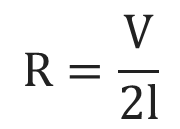 R = V/2l